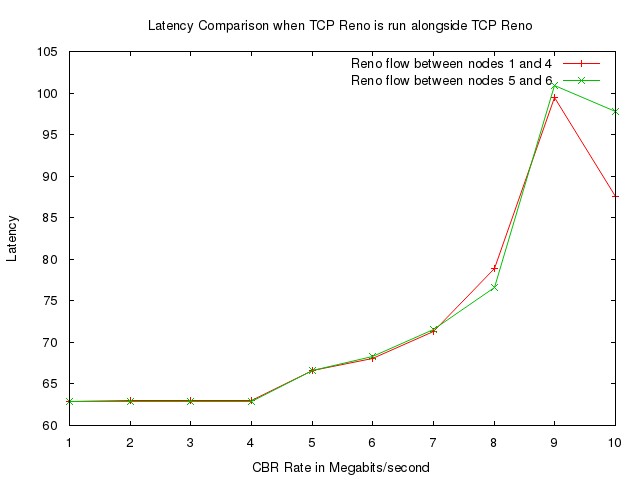 Latency Comparison when TCP Reno is run alongside TCP Reno
Reno flow between nodes 1 and 4
Reno flow between nodes 5 and 6
105
100
95
90
85
80
75
70
65
60
Latency
1 2 3 4 5 6 7 8 9 10
CBR Rate in Megabits/second